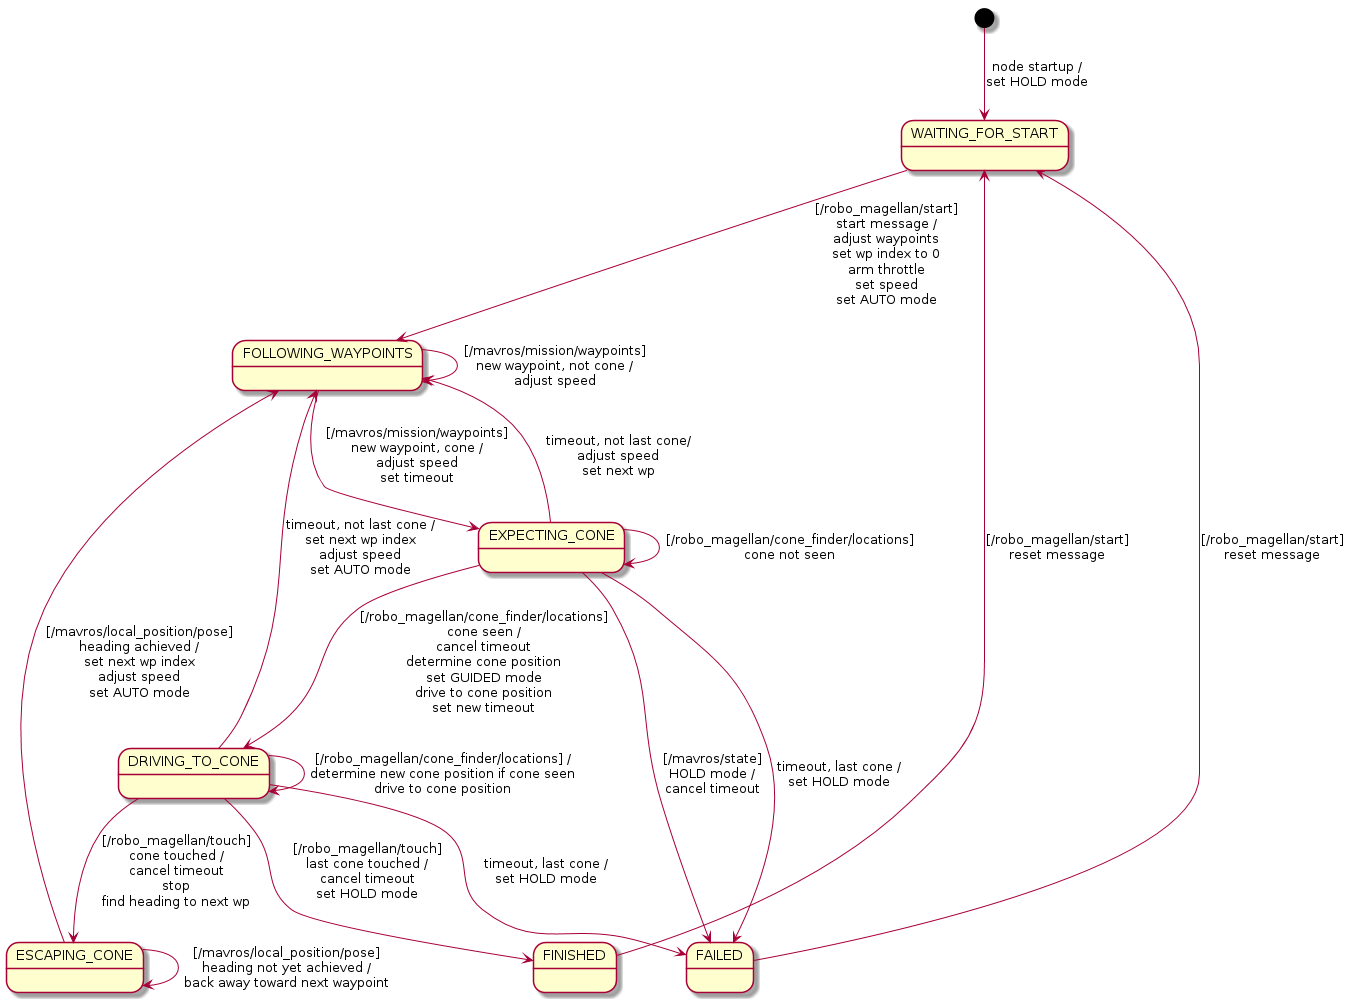 node startup /
set HOLD mode
WAITING_FOR_START
[/robo_magellan/start]
start message /
adjust waypoints
set wp index to 0
arm throttle
set speed
set AUTO mode
FOLLOWING_WAYPOINTS
[/mavros/mission/waypoints]
new waypoint, not cone /
adjust speed
[/mavros/mission/waypoints]
new waypoint, cone /
adjust speed
set timeout
timeout, not last cone/
adjust speed
set next wp
timeout, not last cone /
set next wp index
adjust speed
set AUTO mode
EXPECTING_CONE
[/robo_magellan/cone_finder/locations]
cone not seen
[/robo_magellan/start]
reset message
[/robo_magellan/start]
reset message
[/mavros/local_position/pose]
heading achieved /
set next wp index
adjust speed
set AUTO mode
[/robo_magellan/cone_finder/locations]
cone seen /
cancel timeout
determine cone position
set GUIDED mode
drive to cone position
set new timeout
DRIVING_TO_CONE
[/robo_magellan/cone_finder/locations] /
determine new cone position if cone seen
drive to cone position
[/mavros/state]
HOLD mode /
cancel timeout
timeout, last cone /
set HOLD mode
[/robo_magellan/touch]
cone touched /
cancel timeout
stop
find heading to next wp
[/robo_magellan/touch]
last cone touched /
cancel timeout
set HOLD mode
timeout, last cone /
set HOLD mode
ESCAPING_CONE
[/mavros/local_position/pose]
heading not yet achieved /
back away toward next waypoint
FINISHED
FAILED